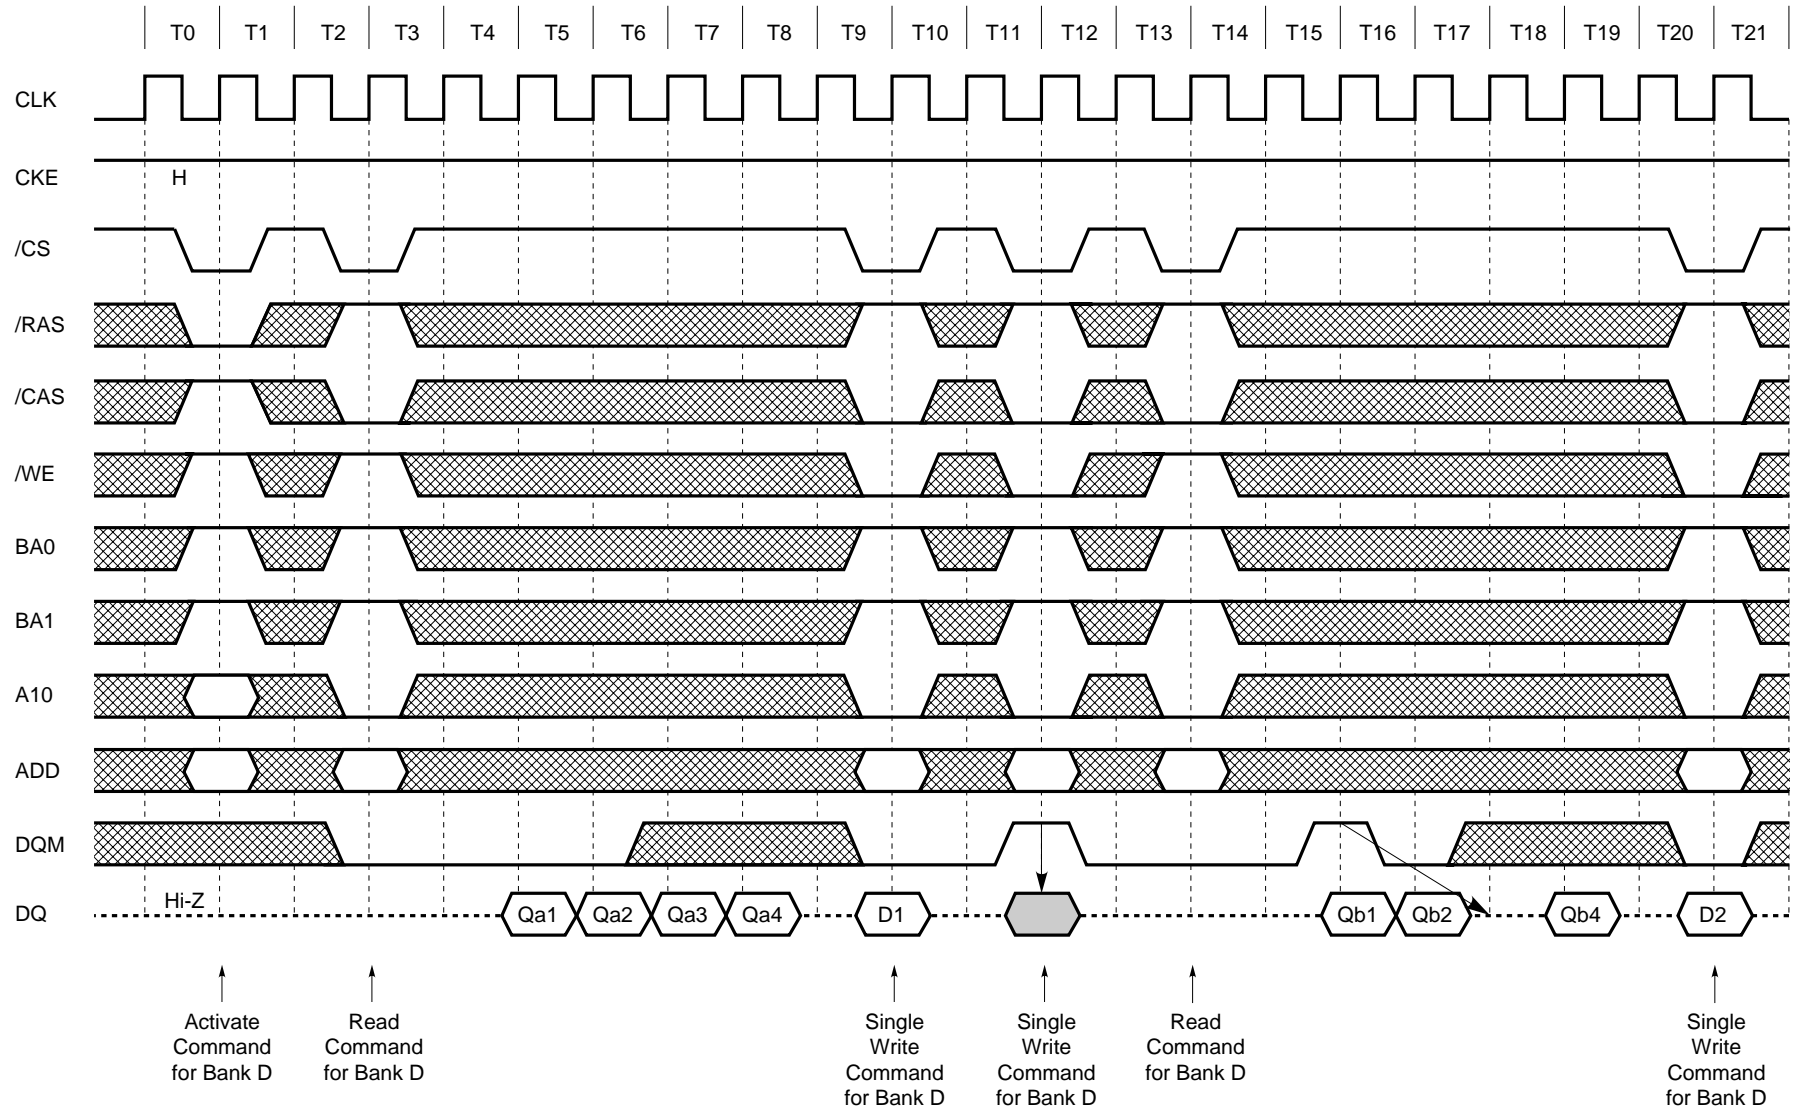 T0 T1 T2 T3 T4 T5 T6 T7 T8 T9 T10 T11 T12 T13 T14 T15 T16 T17 T18 T19 T20 T21
CLK
CKE H
/CS
/RAS
/CAS
/WE
BA0
BA1
A10
ADD
DQM
DQ Hi-Z Qa1 Qa2 Qa3 Qa4 D1 Qb1 Qb2 Qb4 D2
Activate
Command
for Bank D
Read
Command
for Bank D
Single
Write
Command
for Bank D
Single
Write
Command
for Bank D
Read
Command
for Bank D
Single
Write
Command
for Bank D